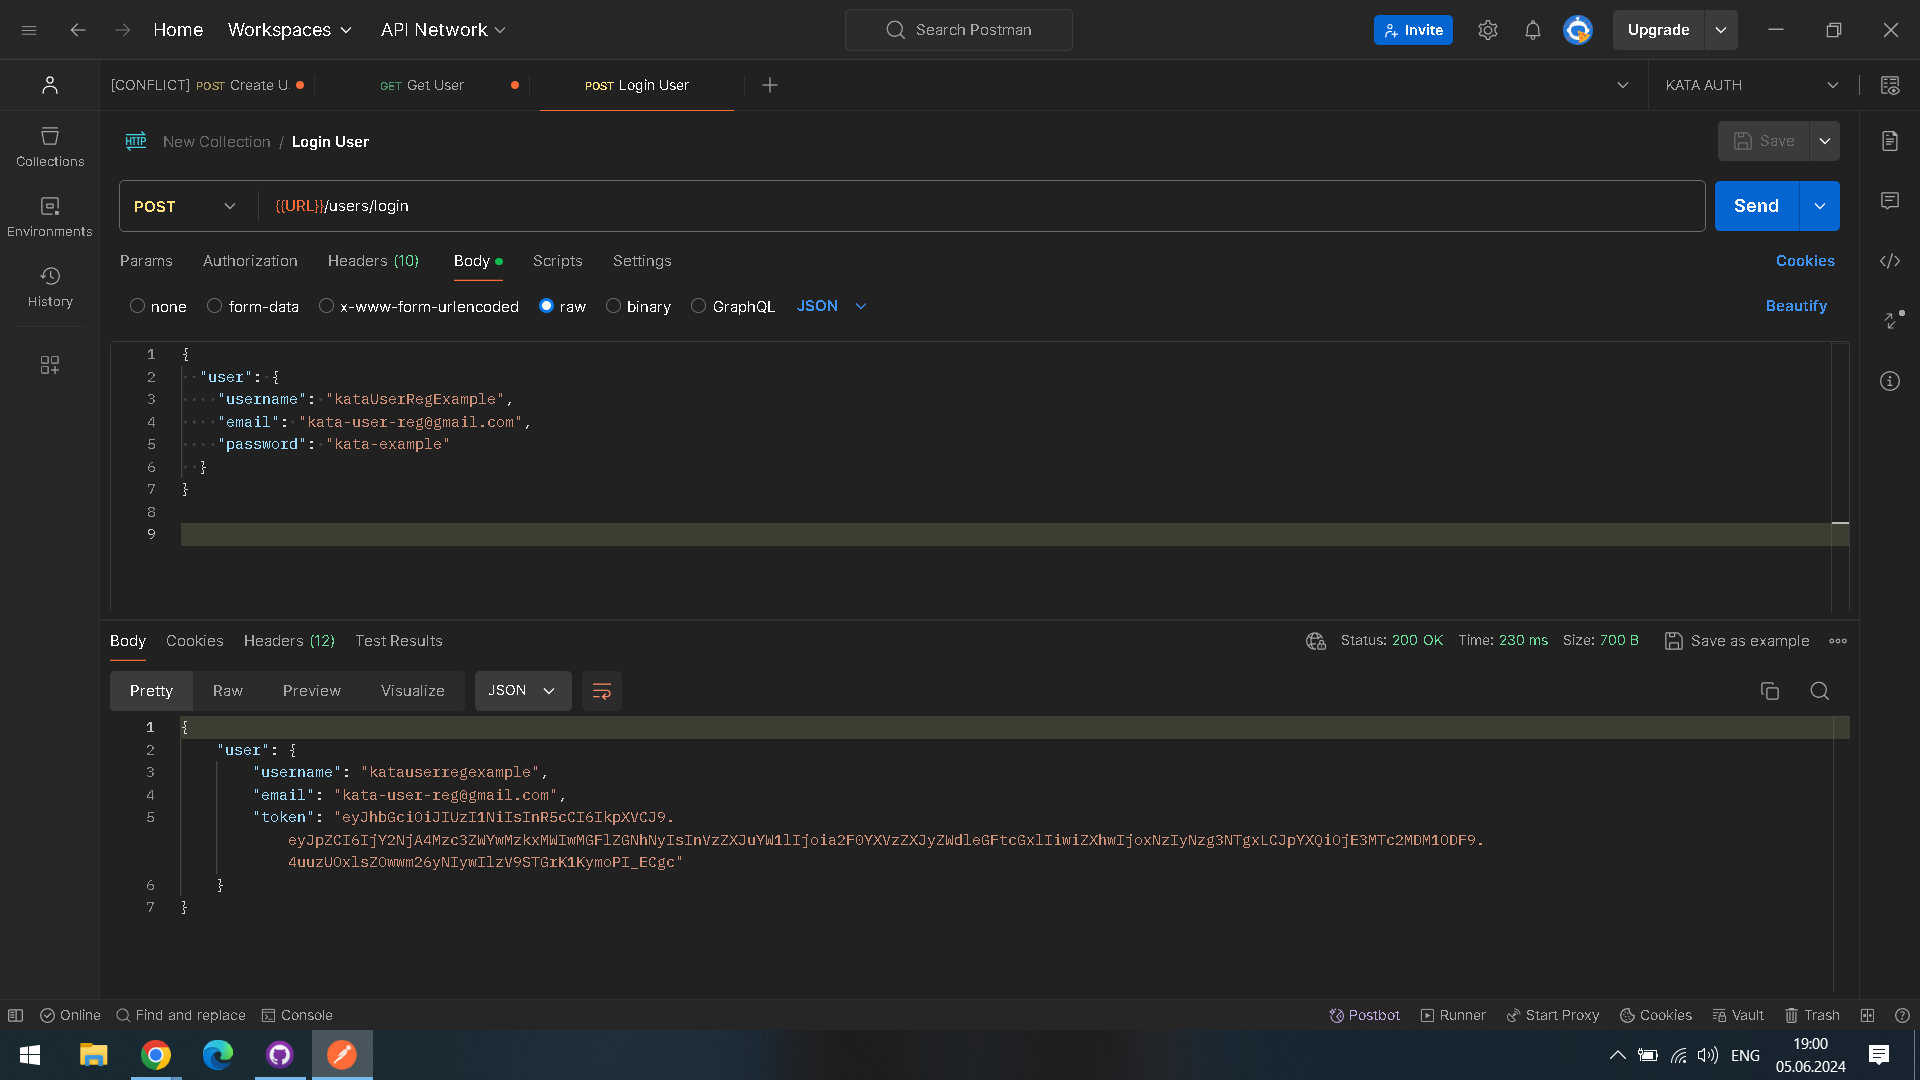 Home Workspaces API Network Search Postman Invite Upgrade
[CONFLICT] POST Create U. GET Get User POST Login User KATA AUTH
HTTP New Collection / Login User Save
Collections
POST {{URL}}/users/login Send
Environments
Params Authorization Headers (10) Body Scripts Settings Cookies
History
none form-data x-www-form-urlencoded raw binary GraphQL JSON Beautify
1 {
2 "user": {
3 "username": "kataUserRegExample",
4 "email": "kata-user-reg@gmail.com",
5 "password": "kata-example"
6 }
7 }
8
9
Body Cookies Headers (12) Test Results Status: 200 OK Time: 230 ms Size: 700 B Save as example
Pretty Raw Preview Visualize JSON
1 {
2 "user": {
3 "username": "katauserregexample",
4 "email": "kata-user-reg@gmail.com",
5 "token": "eyJhbGciOiJIUzI1NiIsInR5cCI6IkpXVCJ9.
eyJpZCI6IjY2NjA4Mzc3ZWYwMzkxMWIwMGFlZGNhNyIsInVzZXJuYW1lIjoia2F0YXVzZXJyZWdleGFtcGxlIiwiZXhwIjoxNzIyNzg3NTgxLCJpYXQiOjE3MTc2MDM1ODF9.
4uuzUOxlsZOwwm26yNIywIlzV9STGrK1KymoPI_ECgc"
6 }
7 }
Online Find and replace Console Postbot Runner Start Proxy Cookies Vault Trash
ENG 19:00
05.06.2024